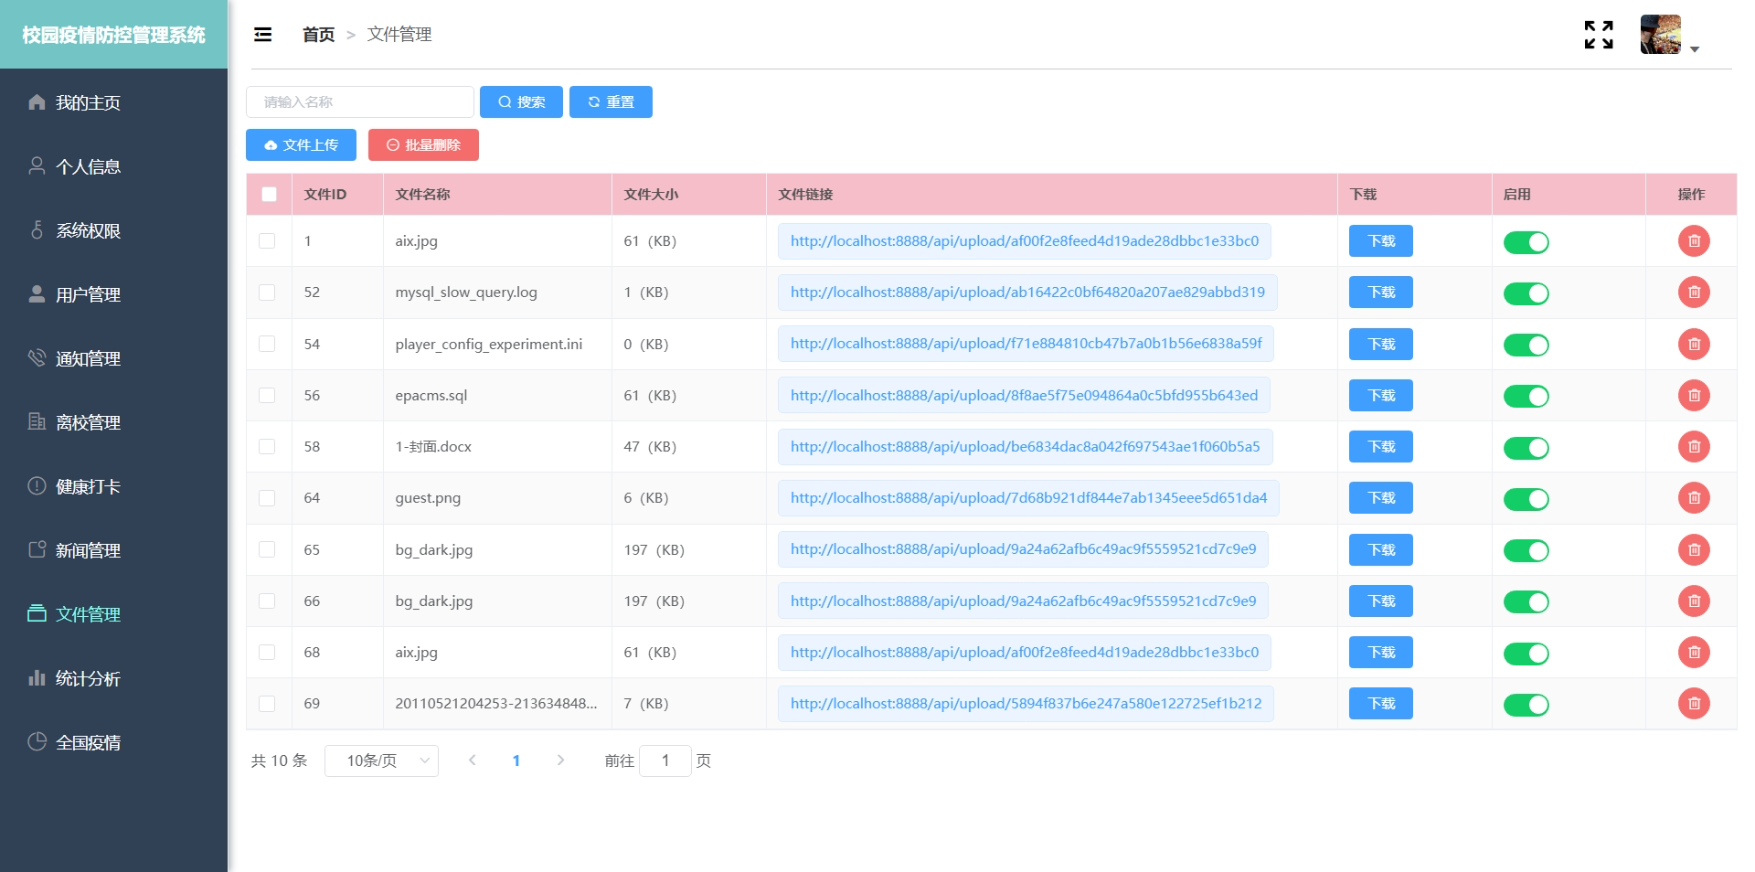 校园疫情防控管理系统
首页 > 文件管理
我的主页
个人信息
系统权限
用户管理
通知管理
离校管理
健康打卡
新闻管理
文件管理
统计分析
全国疫情
请输入名称 搜索 重置
文件上传 批量删除
文件ID 文件名称 文件大小 文件链接 下载 启用 操作
1 aix.jpg 61（KB） http://localhost:8888/api/upload/af00f2e8feed4d19ade28dbbc1e33bc0 下载
52 mysql_slow_query.log 1（KB） http://localhost:8888/api/upload/ab16422c0bf64820a207ae829abbd319 下载
54 player_config_experiment.ini 0（KB） http://localhost:8888/api/upload/f71e884810cb47b7a0b1b56e6838a59f 下载
56 epacms.sql 61（KB） http://localhost:8888/api/upload/8f8ae5f75e094864a0c5bfd955b643ed 下载
58 1-封面.docx 47（KB） http://localhost:8888/api/upload/be6834dac8a042f697543ae1f060b5a5 下载
64 guest.png 6（KB） http://localhost:8888/api/upload/7d68b921df844e7ab1345eee5d651da4 下载
65 bg_dark.jpg 197（KB） http://localhost:8888/api/upload/9a24a62afb6c49ac9f5559521cd7c9e9 下载
66 bg_dark.jpg 197（KB） http://localhost:8888/api/upload/9a24a62afb6c49ac9f5559521cd7c9e9 下载
68 aix.jpg 61（KB） http://localhost:8888/api/upload/af00f2e8feed4d19ade28dbbc1e33bc0 下载
69 20110521204253-213634848... 7（KB） http://localhost:8888/api/upload/5894f837b6e247a580e122725ef1b212 下载
共 10 条 10条/页 < 1 > 前往 1 页